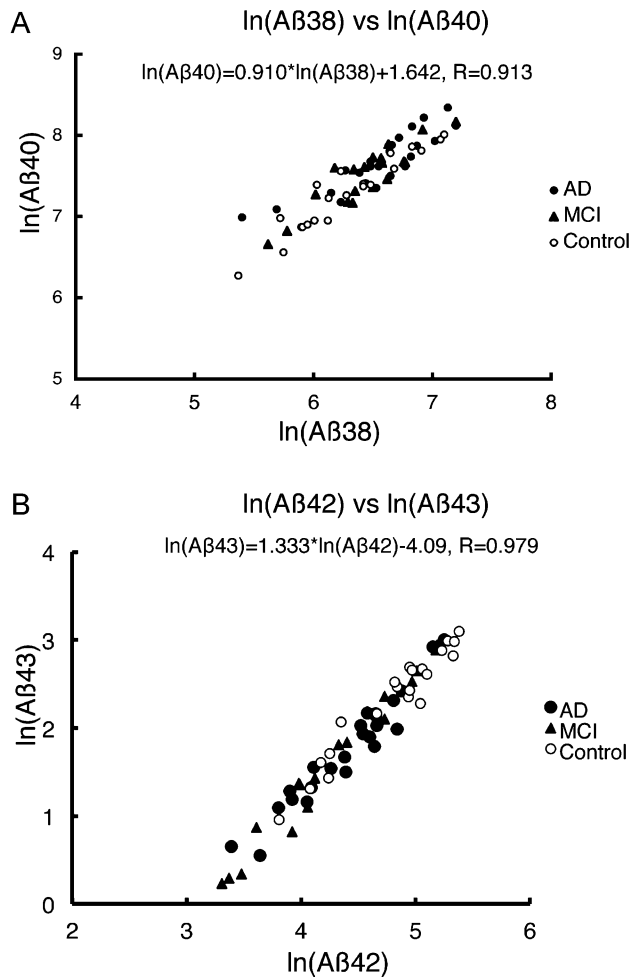 A
ln(Aß38) vs ln(Aß40)
ln(Aß40)=0.910*ln(Aß38)+1.642, R=0.913
9
8
7
6
5
ln(Aß40)
4 5 6 7 8
ln(Aß38)
AD
MCI
Control
B
ln(Aß42) vs ln(Aß43)
ln(Aß43)=1.333*ln(Aß42)-4.09, R=0.979
4
3
2
1
0
ln(Aß43)
2 3 4 5 6
ln(Aß42)
AD
MCI
Control